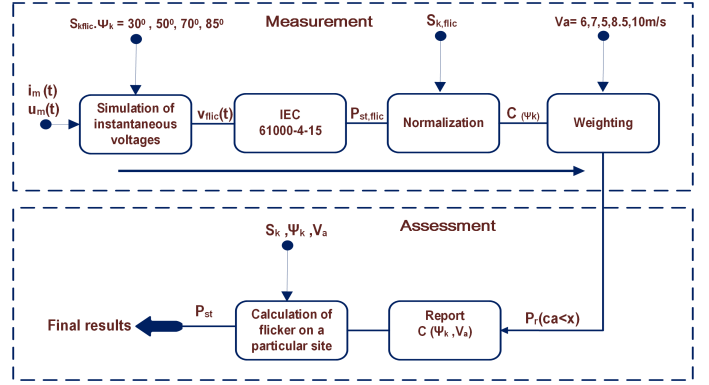 Measurement
Skflic.Ψk = 30⁰ , 50⁰, 70⁰, 85⁰
Sk,flic
Va= 6,7,5,8.5,10m/s
im (t)
um(t)
Simulation of
instantaneous
voltages
vflic(t)
IEC
61000-4-15
Pst,flic
Normalization
C (Ψk)
Weighting
Assessment
Sk ,Ψk ,Va
Final results
Pst
Calculation of
flicker on a
particular site
Report
C (Ψk ,Va)
Pr(ca<x)